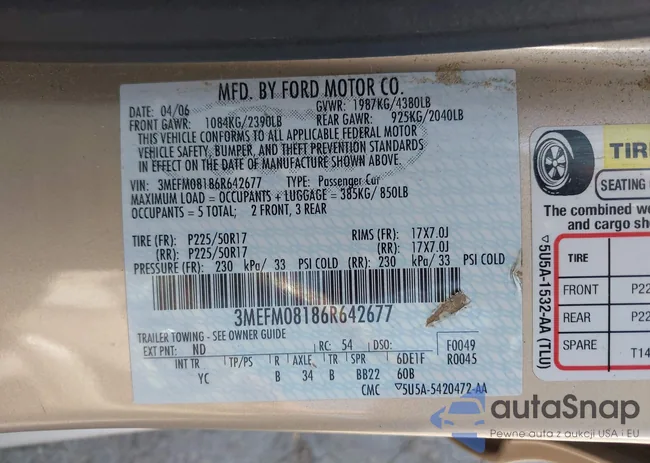 MFD. BY FORD MOTOR CO.
DATE: 04/06 GVWR: 1987KG/4380LB
FRONT GAWR: 1084KG/2390LB REAR GAWR: 925KG/2040LB
THIS VEHICLE CONFORMS TO ALL APPLICABLE FEDERAL MOTOR
VEHICLE SAFETY, BUMPER, AND THEFT PREVENTION STANDARDS
IN EFFECT ON THE DATE OF MANUFACTURE SHOWN ABOVE.
VIN: 3MEFM08186R642677 TYPE: Passenger Car
MAXIMUM LOAD = OCCUPANTS + LUGGAGE = 385KG/ 850LB
OCCUPANTS = 5 TOTAL: 2 FRONT, 3 REAR
TIRE (FR): P225/50R17 RIMS (FR): 17X7.0J
(RR): P225/50R17 (RR): 17X7.0J
PRESSURE (FR): 230 kPa/ 33 PSI COLD (RR): 230 kPa/ 33 PSI COLD
3MEFM08186R642677
TRAILER TOWING - SEE OWNER GUIDE
EXT PNT: ND RC: 54 DSO: F0049
INT TR TP/PS R AXLE TR SPR 6DE1F R0045
YC B 34 B BB22 60B
CMC 5U5A-5420472-AA
TIR
SEATING
The combined w
and cargo sh
5U5A-1532-AA (TLU)
TIRE
FRONT P22
REAR P22
SPARE T14
autoSnap
Pewne auta z aukcji USA i EU